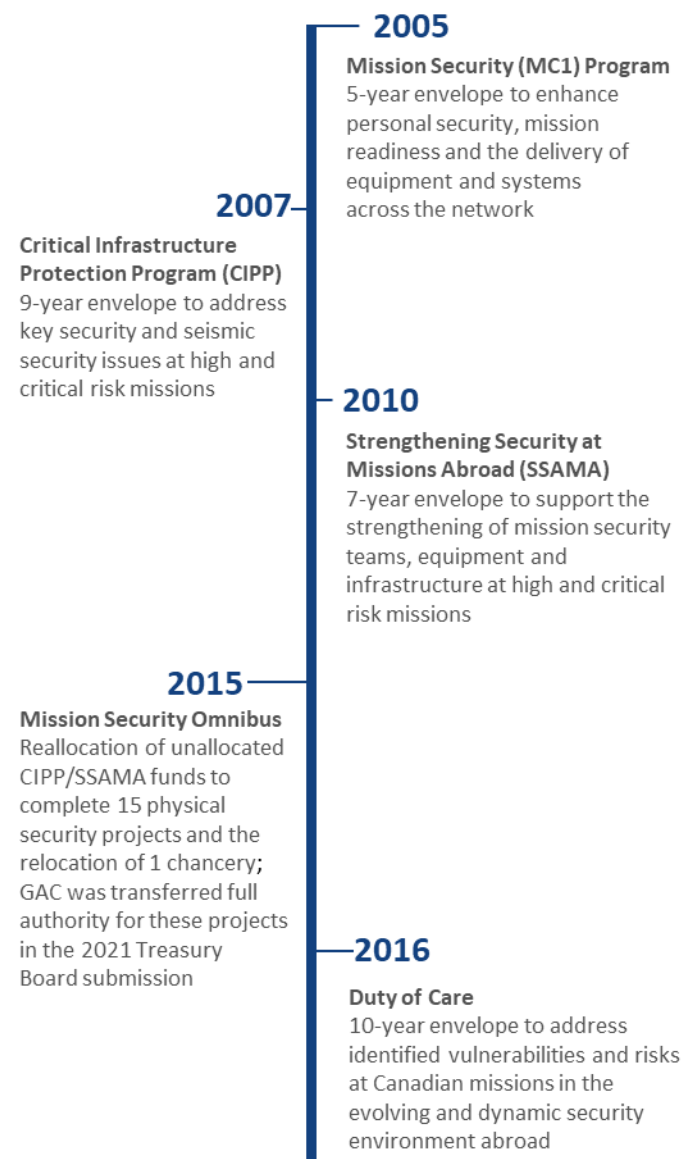 2005
Mission Security (MC1) Program
5-year envelope to enhance
personal security, mission
readiness and the delivery of
equipment and systems
across the network
2007
Critical Infrastructure
Protection Program (CIPP)
9-year envelope to address
key security and seismic
security issues at high and
critical risk missions
2010
Strengthening Security at
Missions Abroad (SSAMA)
7-year envelope to support the
strengthening of mission security
teams, equipment and
infrastructure at high and critical
risk missions
2015
Mission Security Omnibus
Reallocation of unallocated
CIPP/SSAMA funds to
complete 15 physical
security projects and the
relocation of 1 chancery;
GAC was transferred full
authority for these projects
in the 2021 Treasury
Board submission
2016
Duty of Care
10-year envelope to address
identified vulnerabilities and risks
at Canadian missions in the
evolving and dynamic security
environment abroad